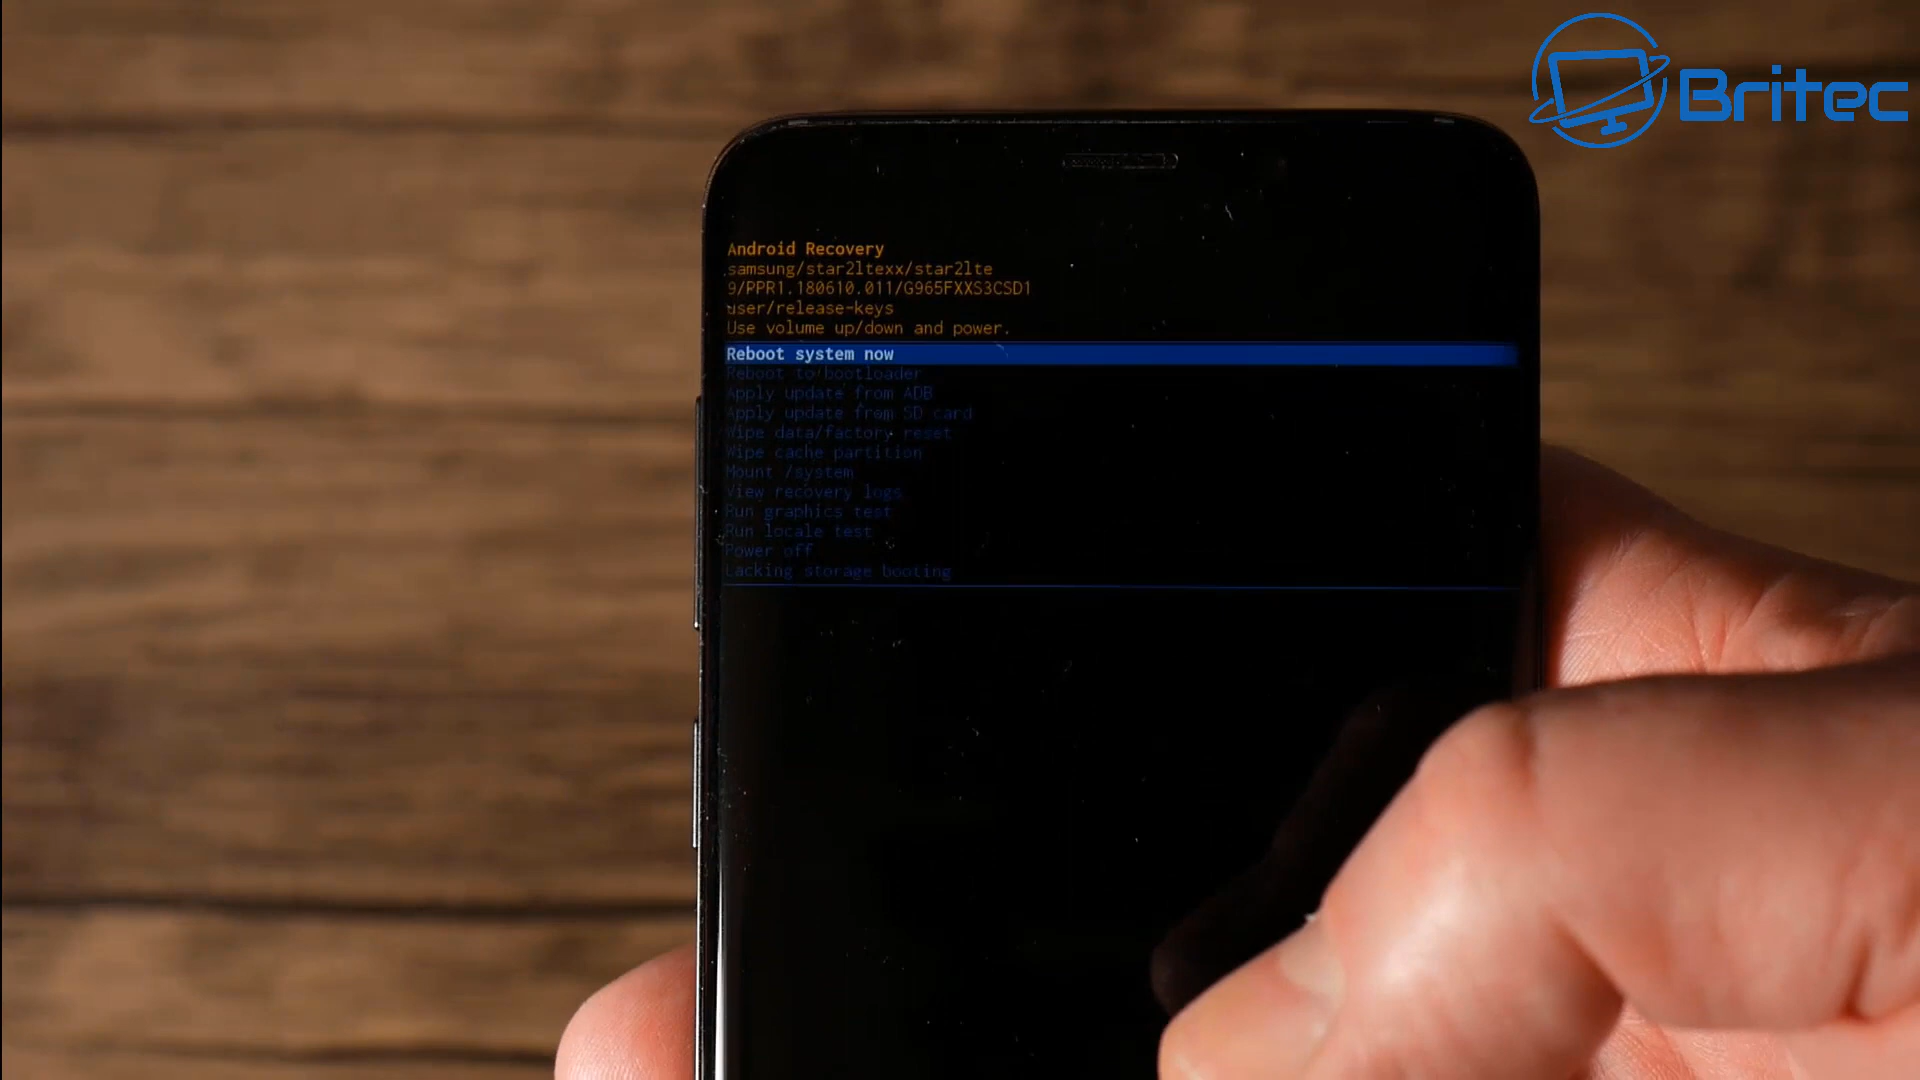 Britec
Android Recovery
samsung/star2ltexx/star2lte
9/PPR1.180610.011/G965FXXS3CSD1
user/release-keys
Use volume up/down and power.
Reboot system now
Reboot to bootloader
Apply update from ADB
Apply update from SD card
Wipe data/factory reset
Wipe cache partition
Mount /system
View recovery logs
Run graphics test
Run locale test
Power off
Lacking storage booting